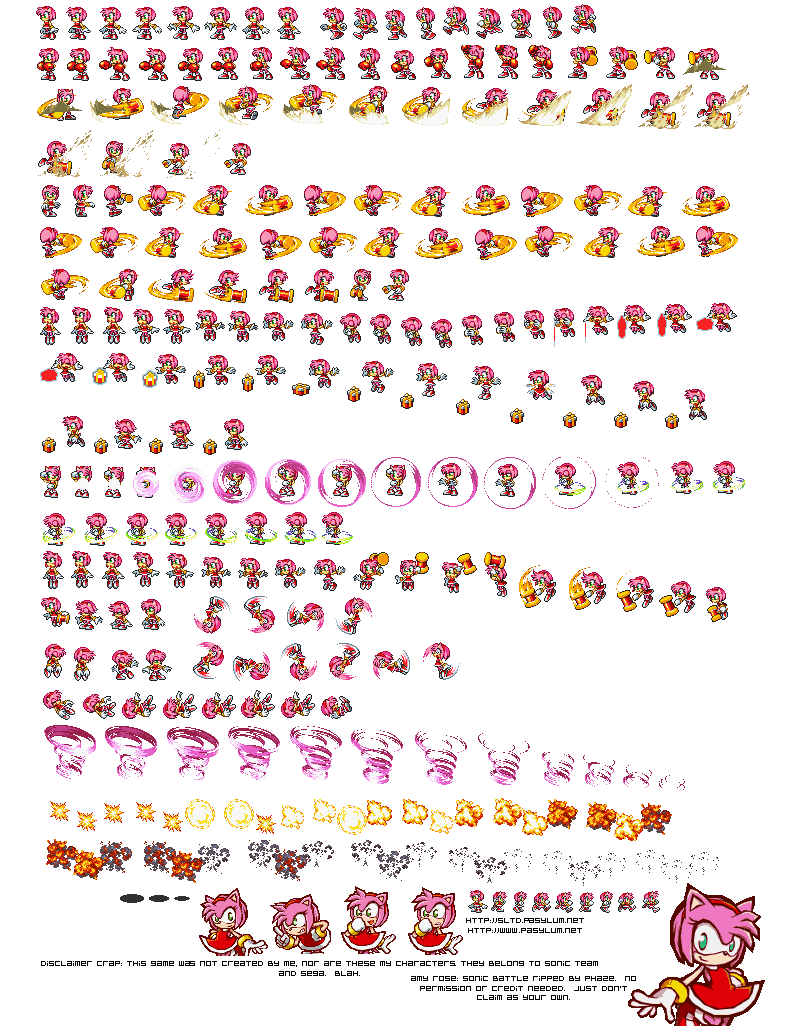 HTTP://SLTD.PASYLUM.NET
HTTP://WWW.PASYLUM.NET
DISCLAIMER CRAP: THIS GAME WAS NOT CREATED BY ME, NOR ARE THESE MY CHARACTERS. THEY BELONG TO SONIC TEAM
AND SEGA. BLAH.
AMY ROSE: SONIC BATTLE RIPPED BY PHAZE. NO
PERMISSION OR CREDIT NEEDED. JUST DON'T
CLAIM AS YOUR OWN.